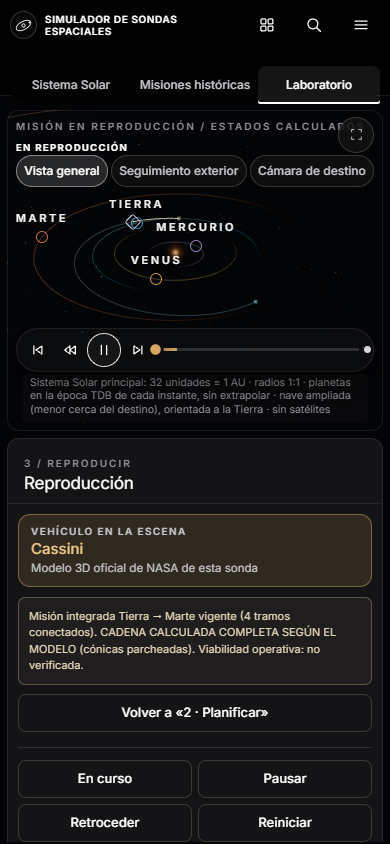 SIMULADOR DE SONDAS
ESPACIALES
Sistema Solar
Misiones históricas
Laboratorio
MISIÓN EN REPRODUCCIÓN / ESTADOS CALCULADOS
EN REPRODUCCIÓN
Vista general
Seguimiento exterior
Cámara de destino
TIERRA
MARTE
MERCURIO
VENUS
Sistema Solar principal: 32 unidades = 1 AU · radios 1:1 · planetas
en la época TDB de cada instante, sin extrapolar · nave ampliada
(menor cerca del destino), orientada a la Tierra · sin satélites
3 / REPRODUCIR
Reproducción
VEHÍCULO EN LA ESCENA
Cassini
Modelo 3D oficial de NASA de esta sonda
Misión integrada Tierra → Marte vigente (4 tramos
conectados). CADENA CALCULADA COMPLETA SEGÚN EL
MODELO (cónicas parcheadas). Viabilidad operativa: no
verificada.
Volver a «2 · Planificar»
En curso
Pausar
Retroceder
Reiniciar